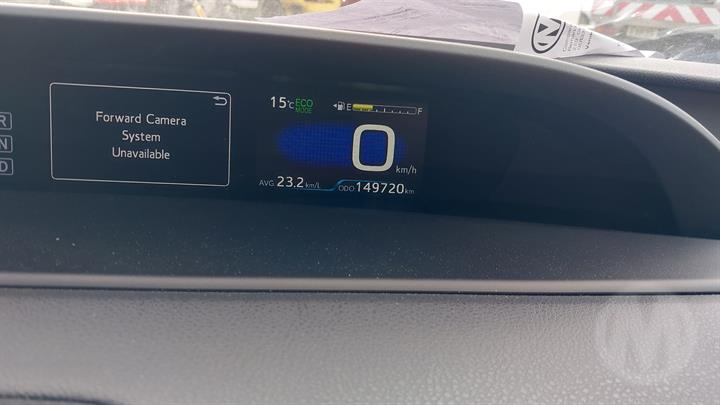 R
N
D
Forward Camera
System
Unavailable
15°C ECO
MODE
E F
0
km/h
AVG 23.2 km/L
ODO 149720 km
N
M